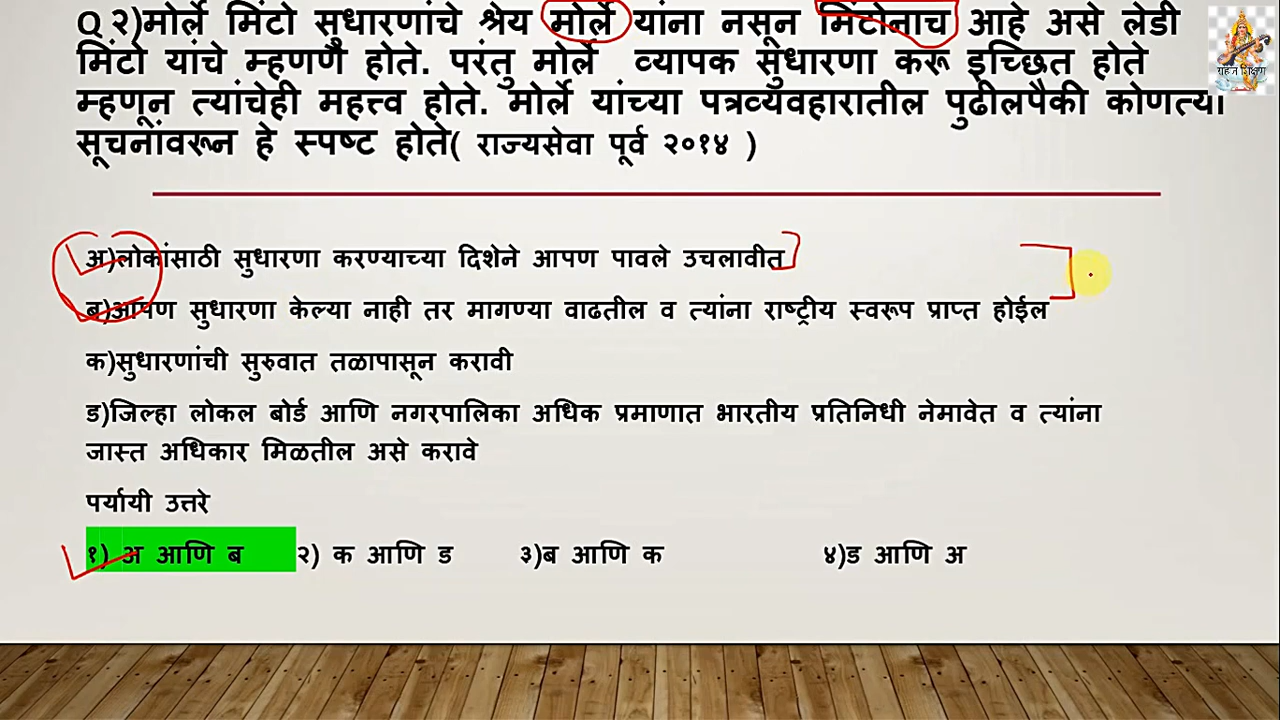 Q २)मोर्ले मिंटो सुधारणांचे श्रेय मोर्ले यांना नसून मिंटोनाच आहे असे लेडी
मिंटो यांचे म्हणणे होते. परंतु मोर्ले व्यापक सुधारणा करू इच्छित होते
म्हणून त्यांचेही महत्त्व होते. मोर्ले यांच्या पत्रव्यवहारातील पुढीलपैकी कोणत्या
सूचनांवरून हे स्पष्ट होते( राज्यसेवा पूर्व २०१४ )
सहज शिक्षण
अ)लोकांसाठी सुधारणा करण्याच्या दिशेने आपण पावले उचलावीत
ब)आपण सुधारणा केल्या नाही तर मागण्या वाढतील व त्यांना राष्ट्रीय स्वरूप प्राप्त होईल
क)सुधारणांची सुरुवात तळापासून करावी
ड)जिल्हा लोकल बोर्ड आणि नगरपालिका अधिक प्रमाणात भारतीय प्रतिनिधी नेमावेत व त्यांना
जास्त अधिकार मिळतील असे करावे
पर्यायी उत्तरे
१) अ आणि ब २) क आणि ड ३)ब आणि क ४)ड आणि अ